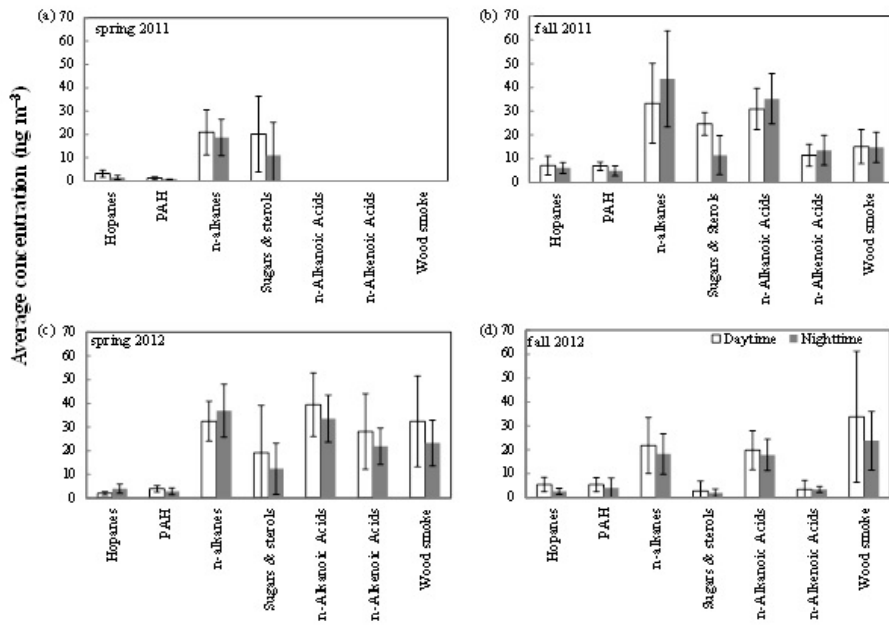 Average concentration (ng m⁻³)
(a) spring 2011
70
60
50
40
30
20
10
0
Hopanes
PAH
n-alkanes
Sugars & sterols
n-Alkanoic Acids
n-Alkenoic Acids
Wood smoke
(b) fall 2011
70
60
50
40
30
20
10
0
Hopanes
PAH
n-alkanes
Sugars & Sterols
n-Alkanoic Acids
n-Alkenoic Acids
Wood smoke
(c) spring 2012
70
60
50
40
30
20
10
0
Hopanes
PAH
n-alkanes
Sugars & sterols
n-Alkanoic Acids
n-Alkenoic Acids
Wood smoke
(d) fall 2012
Daytime Nighttime
70
60
50
40
30
20
10
0
Hopanes
PAH
n-alkanes
Sugars & sterols
n-Alkanoic Acids
n-Alkenoic Acids
Wood smoke